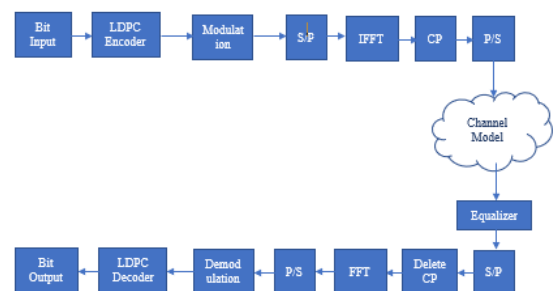 Bit
Input
LDPC
Encoder
Modulat
ion
S/P
IFFT
CP
P/S
Channel
Model
Equalizer
S/P
Delete
CP
FFT
P/S
Demod
ulation
LDPC
Decoder
Bit
Output